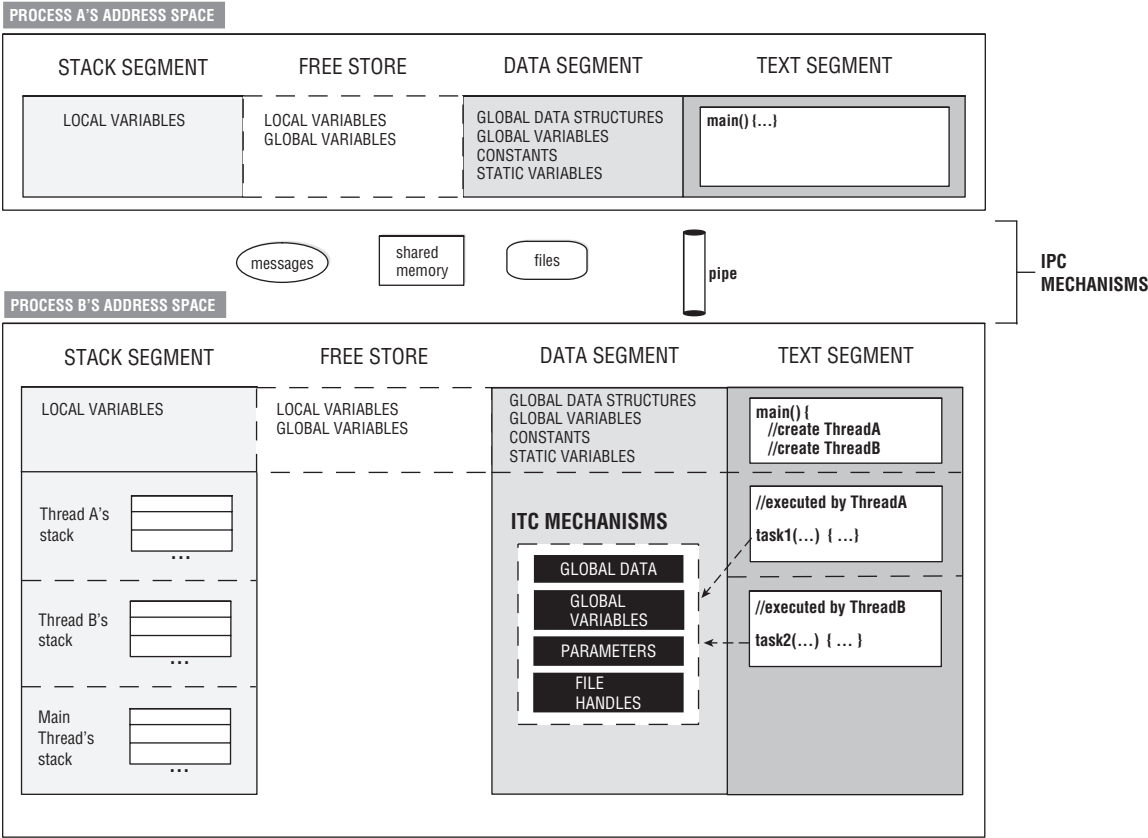 PROCESS A'S ADDRESS SPACE
STACK SEGMENT
FREE STORE
DATA SEGMENT
TEXT SEGMENT
LOCAL VARIABLES
LOCAL VARIABLES
GLOBAL VARIABLES
GLOBAL DATA STRUCTURES
GLOBAL VARIABLES
CONSTANTS
STATIC VARIABLES
main() {...}
messages
shared
memory
files
pipe
IPC
MECHANISMS
PROCESS B'S ADDRESS SPACE
STACK SEGMENT
FREE STORE
DATA SEGMENT
TEXT SEGMENT
LOCAL VARIABLES
LOCAL VARIABLES
GLOBAL VARIABLES
GLOBAL DATA STRUCTURES
GLOBAL VARIABLES
CONSTANTS
STATIC VARIABLES
main() {
//create ThreadA
//create ThreadB
Thread A's
stack
...
ITC MECHANISMS
GLOBAL DATA
GLOBAL
VARIABLES
PARAMETERS
FILE
HANDLES
//executed by ThreadA
task1(...) { ...}
Thread B's
stack
...
//executed by ThreadB
task2(...) { ... }
Main
Thread's
stack
...